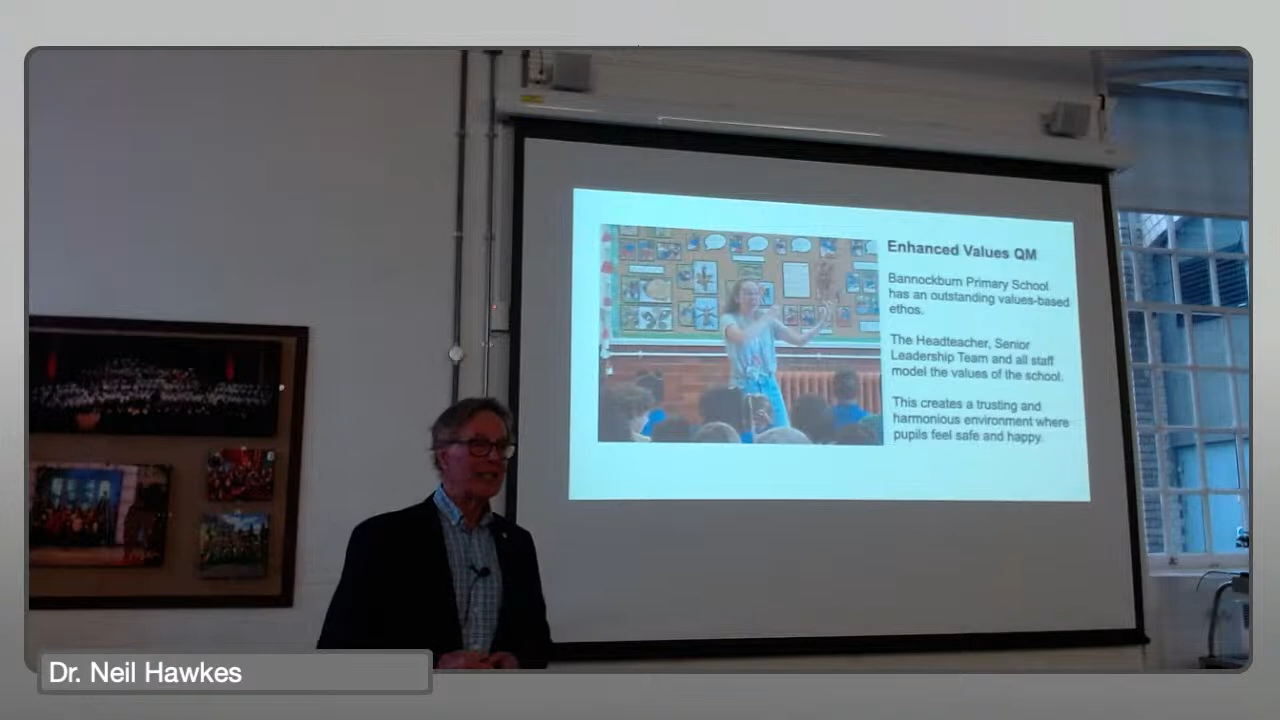 Enhanced Values QM
Bannockburn Primary School
has an outstanding values-based
ethos.
The Headteacher, Senior
Leadership Team and all staff
model the values of the school.
This creates a trusting and
harmonious environment where
pupils feel safe and happy.
Dr. Neil Hawkes